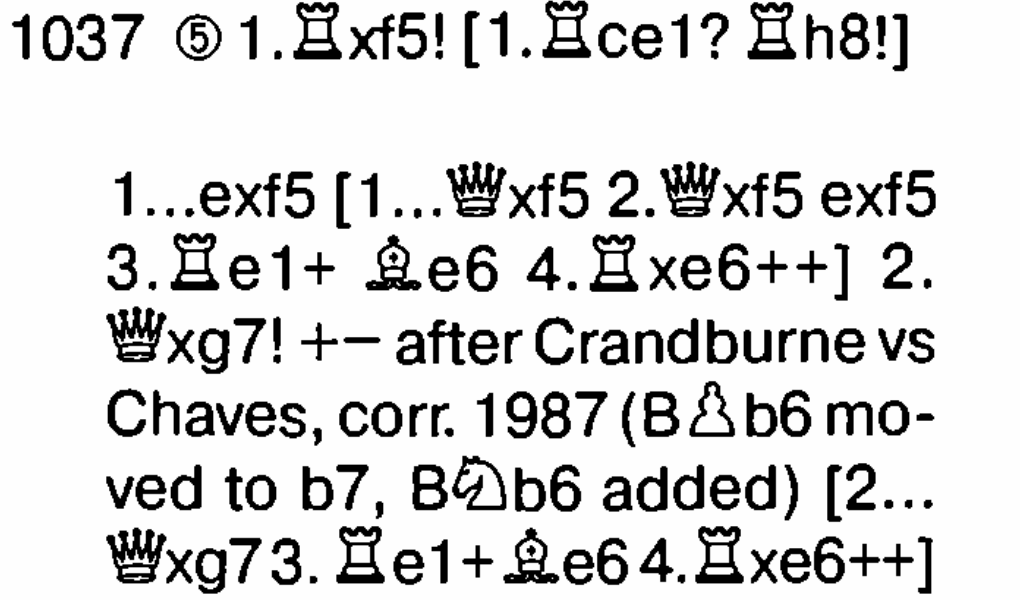 1037 ⑤ 1.♖xf5! [1.♖ce1? ♖h8!]
1...exf5 [1...♕xf5 2.♕xf5 exf5
3.♖e1+ ♗e6 4.♖xe6++] 2.
♕xg7! +− after Crandburne vs
Chaves, corr. 1987 (B♙b6 mo-
ved to b7, B♘b6 added) [2...
♕xg7 3. ♖e1+ ♗e6 4.♖xe6++]